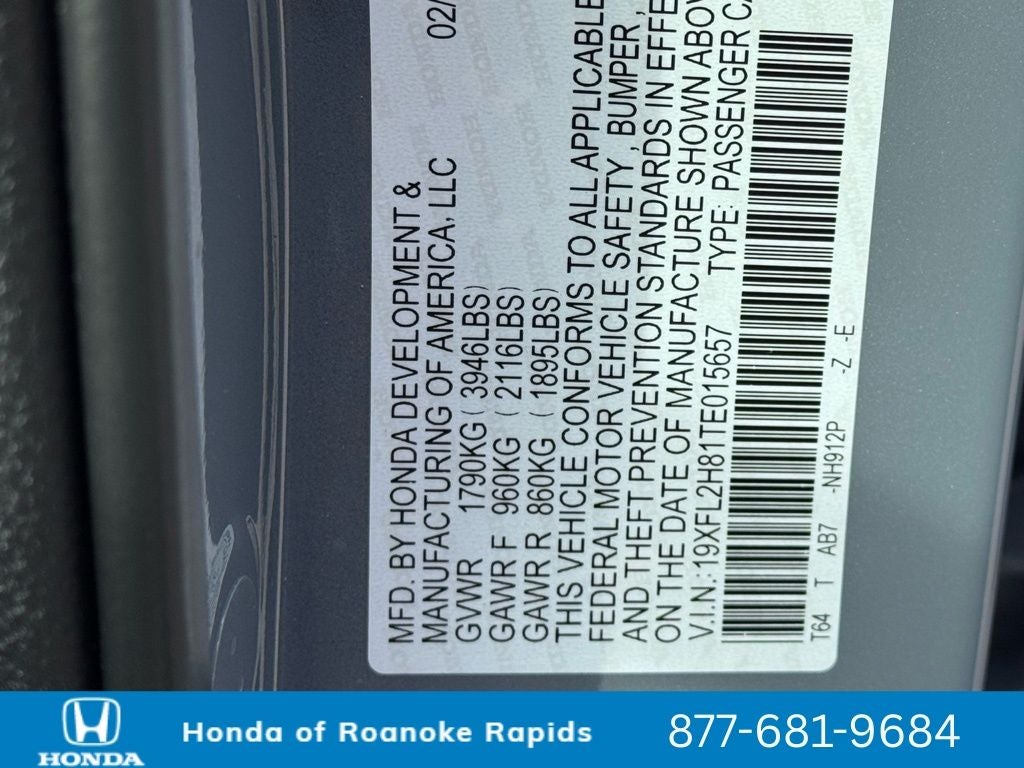 MFD. BY HONDA DEVELOPMENT &
MANUFACTURING OF AMERICA, LLC 02/
GVWR 1790KG ( 3946LBS)
GAWR F 960KG ( 2116LBS)
GAWR R 860KG ( 1895LBS)
THIS VEHICLE CONFORMS TO ALL APPLICABLE
FEDERAL MOTOR VEHICLE SAFETY, BUMPER,
AND THEFT PREVENTION STANDARDS IN EFFE
ON THE DATE OF MANUFACTURE SHOWN ABOV
V.I.N.: 19XFL2H81TE015657 TYPE: PASSENGER CA
T64 T AB7 -NH912P -Z -E
HONDA
Honda of Roanoke Rapids
877-681-9684